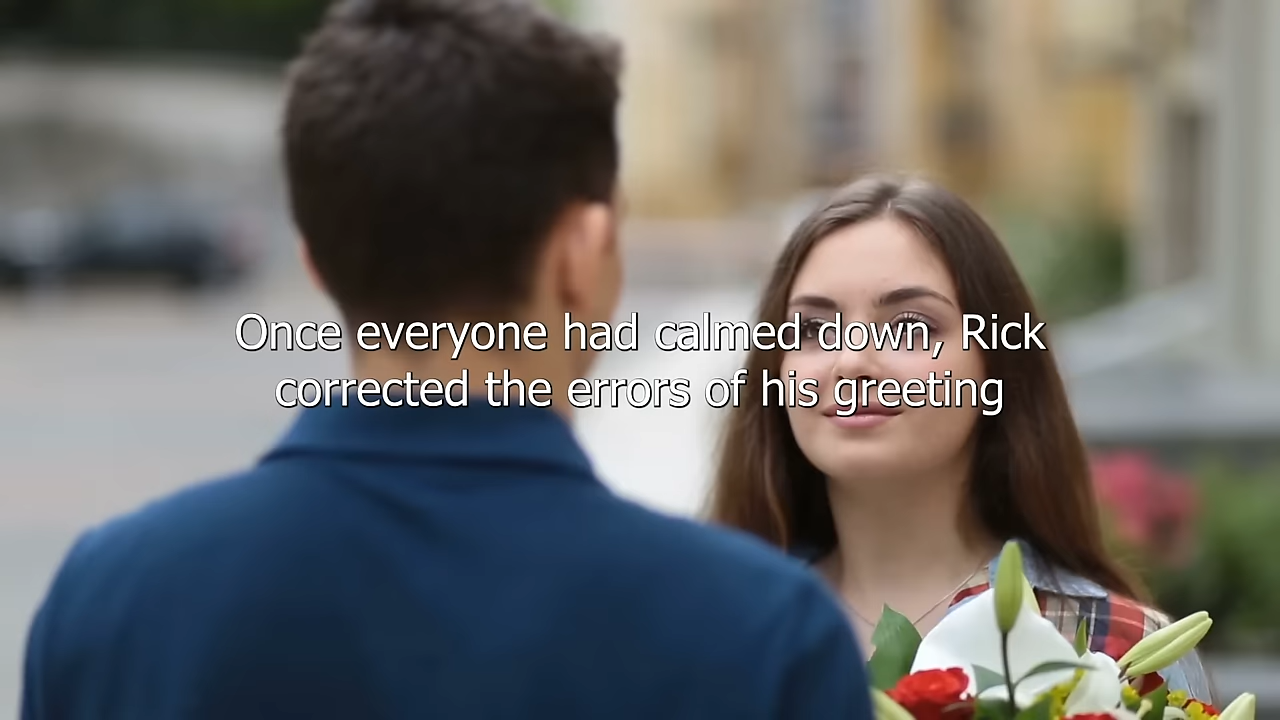 Once everyone had calmed down, Rick
corrected the errors of his greeting